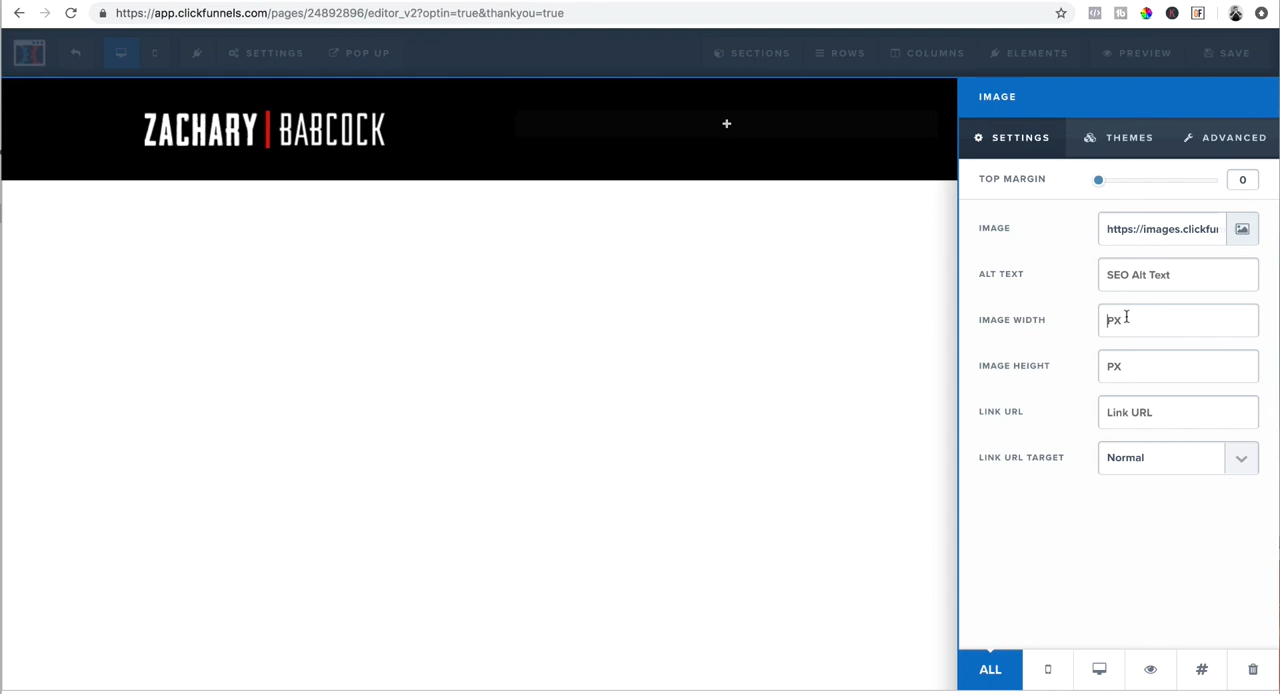 https://app.clickfunnels.com/pages/24892896/editor_v2?optin=true&thankyou=true
SETTINGS POP UP SECTIONS ROWS COLUMNS ELEMENTS PREVIEW SAVE
ZACHARY | BABCOCK
IMAGE
SETTINGS THEMES ADVANCED
TOP MARGIN 0
IMAGE https://images.clickfu
ALT TEXT SEO Alt Text
IMAGE WIDTH PX
IMAGE HEIGHT PX
LINK URL Link URL
LINK URL TARGET Normal
ALL #